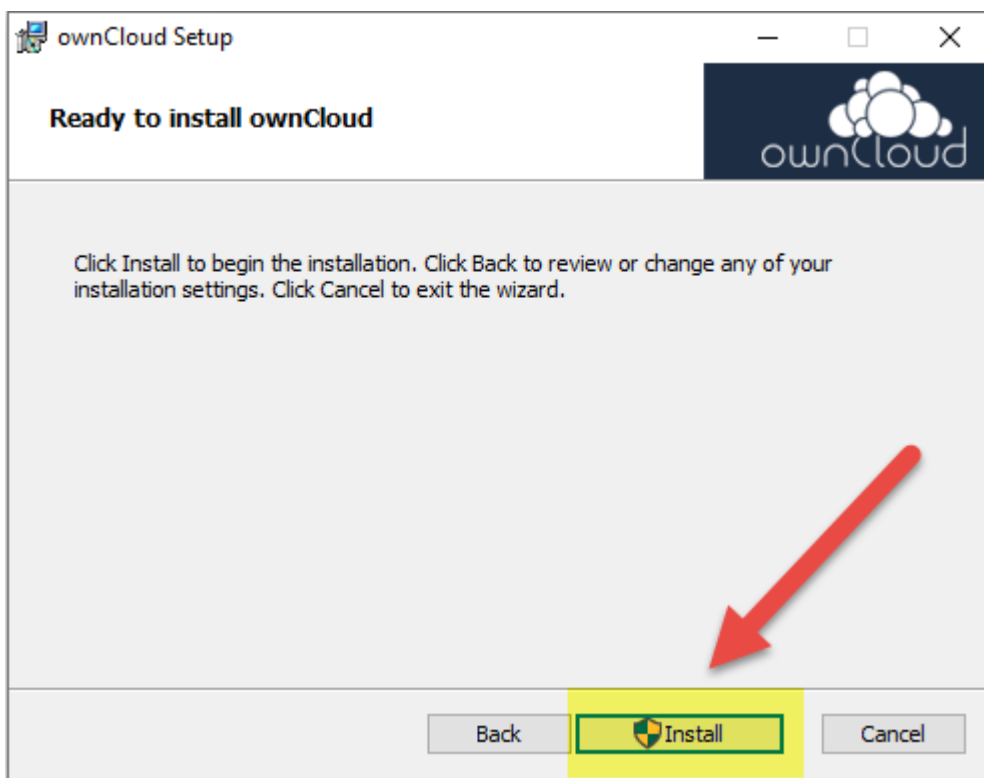 ownCloud Setup
Ready to install ownCloud
ownCloud
Click Install to begin the installation. Click Back to review or change any of your
installation settings. Click Cancel to exit the wizard.
Back Install Cancel